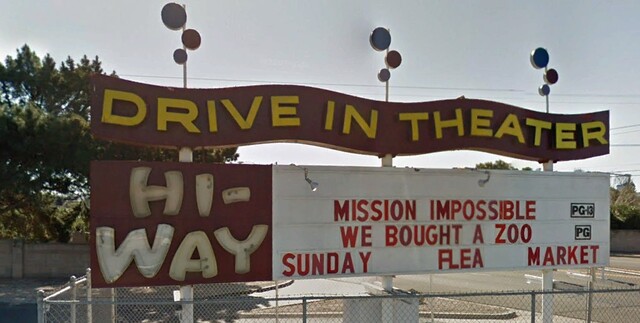 DRIVE IN THEATER
HI-
WAY
MISSION IMPOSSIBLE PG-13
WE BOUGHT A ZOO PG
SUNDAY FLEA MARKET